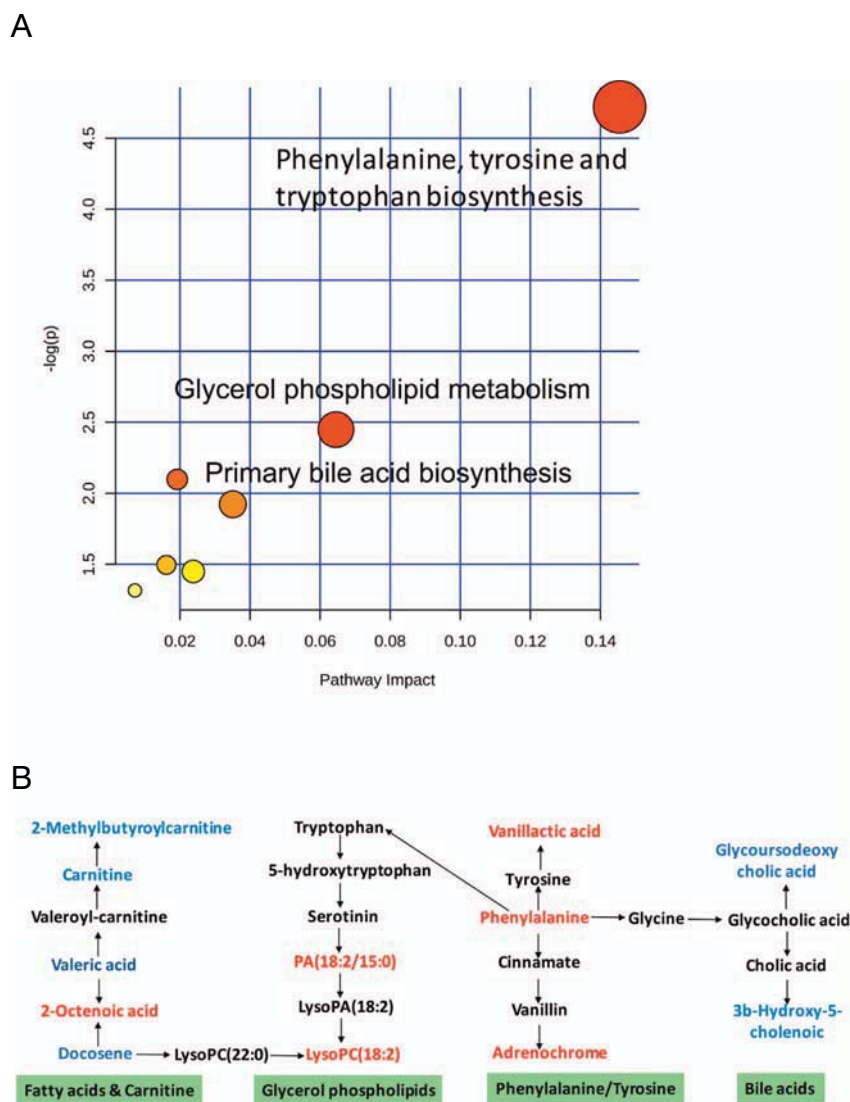 A
4.5
Phenylalanine, tyrosine and
tryptophan biosynthesis
4.0
3.5
-log(p)
3.0
Glycerol phospholipid metabolism
2.5
Primary bile acid biosynthesis
2.0
1.5
0.02 0.04 0.06 0.08 0.10 0.12 0.14
Pathway Impact
B
2-Methylbutyroylcarnitine
Carnitine
Valeroyl-carnitine
Valeric acid
2-Octenoic acid
Docosene
LysoPC(22:0)
Fatty acids & Carnitine
Tryptophan
5-hydroxytryptophan
Serotinin
PA(18:2/15:0)
LysoPA(18:2)
LysoPC(18:2)
Glycerol phospholipids
Vanillactic acid
Tyrosine
Phenylalanine
Glycine
Cinnamate
Vanillin
Adrenochrome
Phenylalanine/Tyrosine
Glycoursodeoxy
cholic acid
Glycocholic acid
Cholic acid
3b-Hydroxy-5-
cholenoic
Bile acids